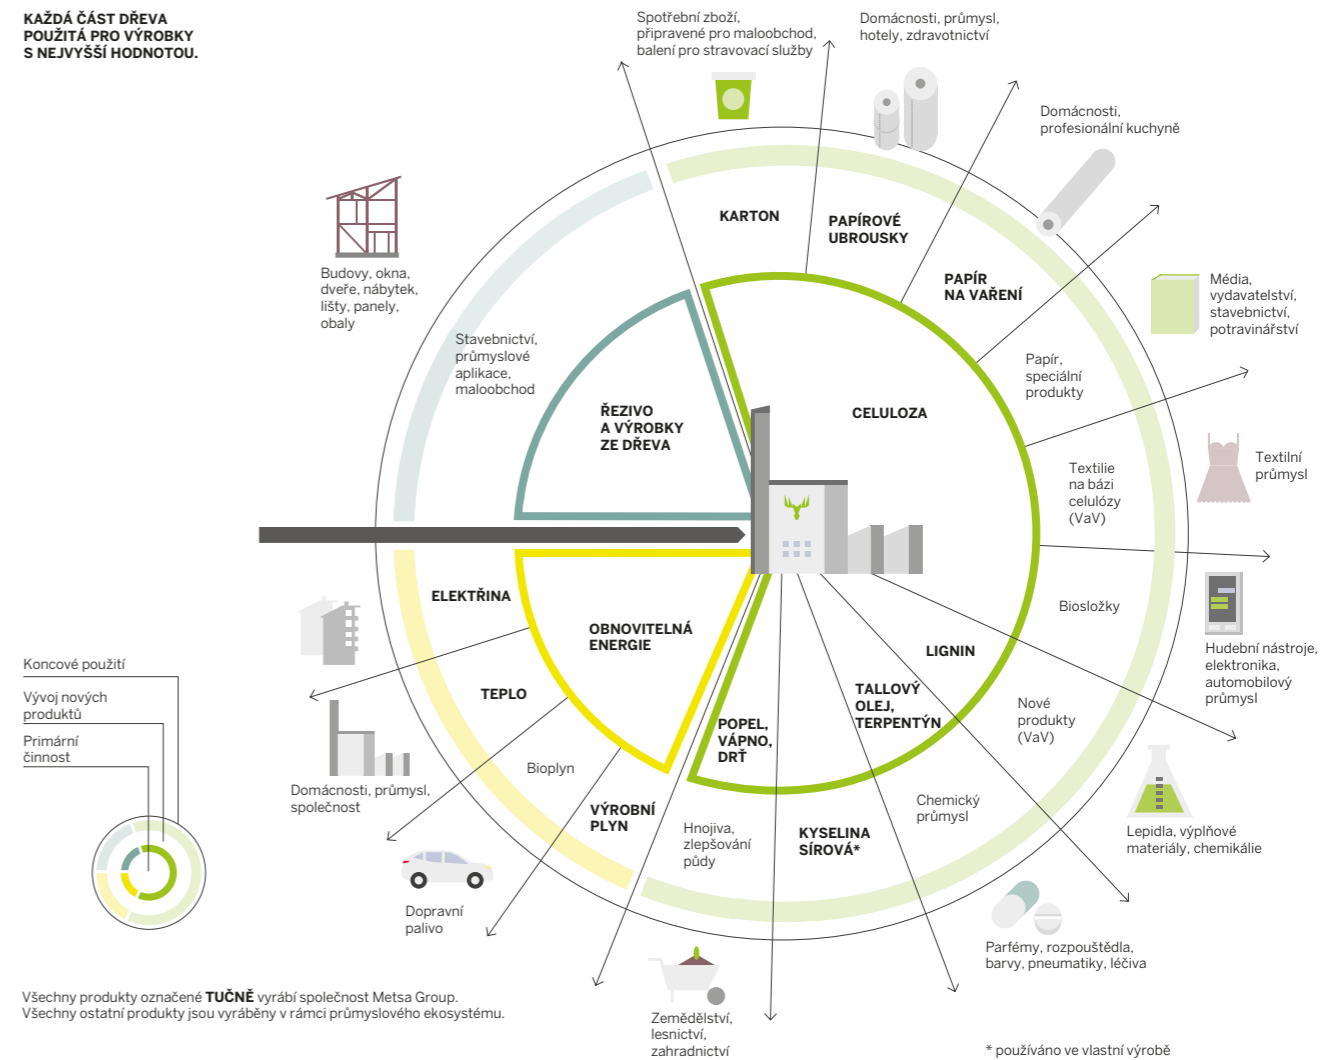 KAŽDÁ ČÁST DŘEVA
POUŽITÁ PRO VÝROBKY
S NEJVYŠŠÍ HODNOTOU.
Spotřební zboží,
připravené pro maloobchod,
balení pro stravovací služby
Domácnosti, průmysl,
hotely, zdravotnictví
Domácnosti,
profesionální kuchyně
Média,
vydavatelství,
stavebnictví,
potravinářství
Textilní
průmysl
Hudební nástroje,
elektronika,
automobilový
průmysl
Lepidla, výplňové
materiály, chemikálie
Parfémy, rozpouštědla,
barvy, pneumatiky, léčiva
Zemědělství,
lesnictví,
zahradnictví
Dopravní
palivo
Domácnosti, průmysl,
společnost
Budovy, okna,
dveře, nábytek,
lišty, panely,
obaly
Stavebnictví,
průmyslové
aplikace,
maloobchod
KARTON
PAPÍROVÉ
UBROUSKY
PAPÍR
NA VAŘENÍ
Papír,
speciální
produkty
Textilie
na bázi
celulózy
(VaV)
Biosložky
Nové
produkty
(VaV)
Chemický
průmysl
KYSELINA
SÍROVÁ*
Hnojiva,
zlepšování
půdy
VÝROBNÍ
PLYN
Bioplyn
TEPLO
ELEKTŘINA
ŘEZIVO
A VÝROBKY
ZE DŘEVA
CELULOZA
LIGNIN
TALLOVÝ
OLEJ,
TERPENTÝN
POPEL,
VÁPNO,
DRŤ
OBNOVITELNÁ
ENERGIE
Koncové použití
Vývoj nových
produktů
Primární
činnost
Všechny produkty označené TUČNĚ vyrábí společnost Metsa Group.
Všechny ostatní produkty jsou vyráběny v rámci průmyslového ekosystému.
* používáno ve vlastní výrobě